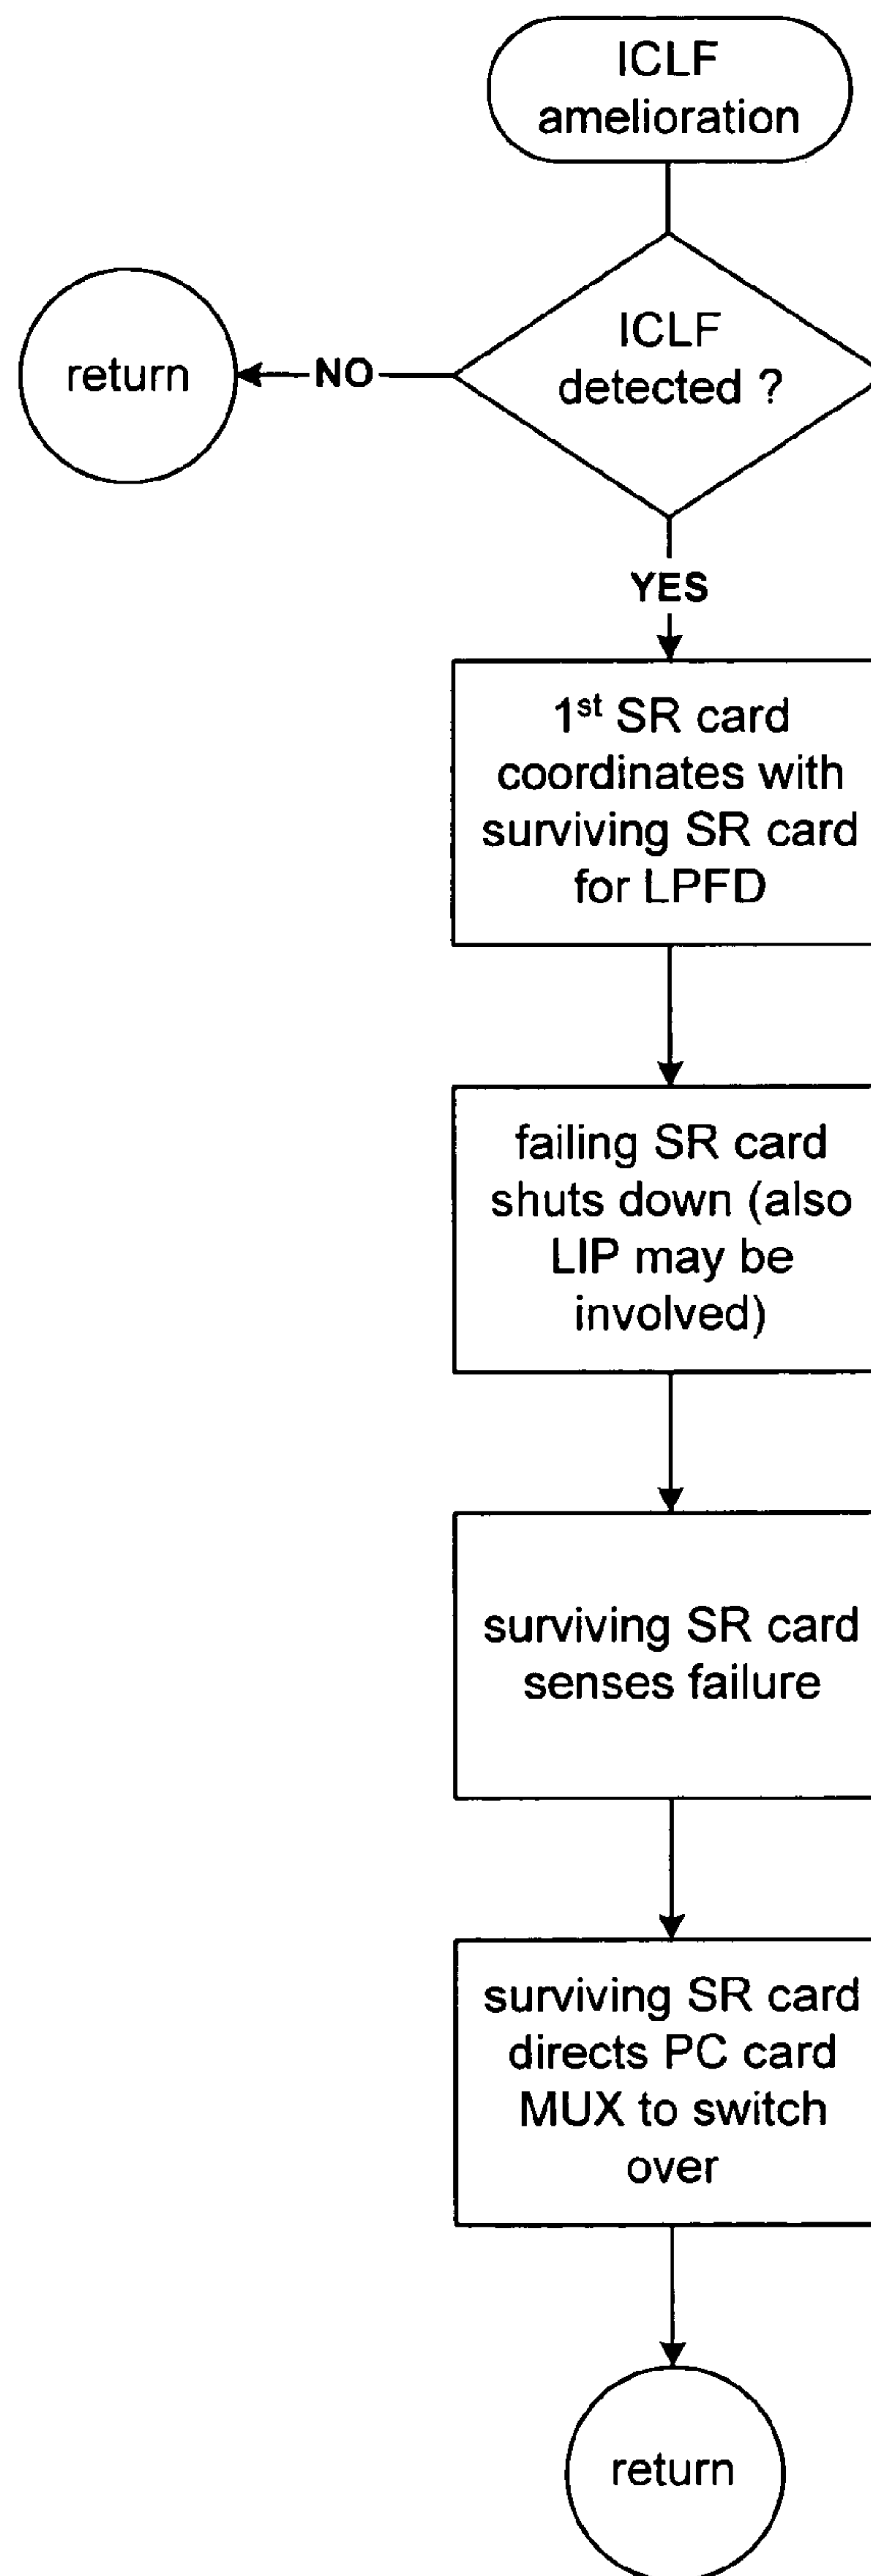 ICLF
amelioration
ICLF
detected ?
NO
return
YES
1st SR card
coordinates with
surviving SR card
for LPFD
failing SR card
shuts down (also
LIP may be
involved)
surviving SR card
senses failure
surviving SR card
directs PC card
MUX to switch
over
return